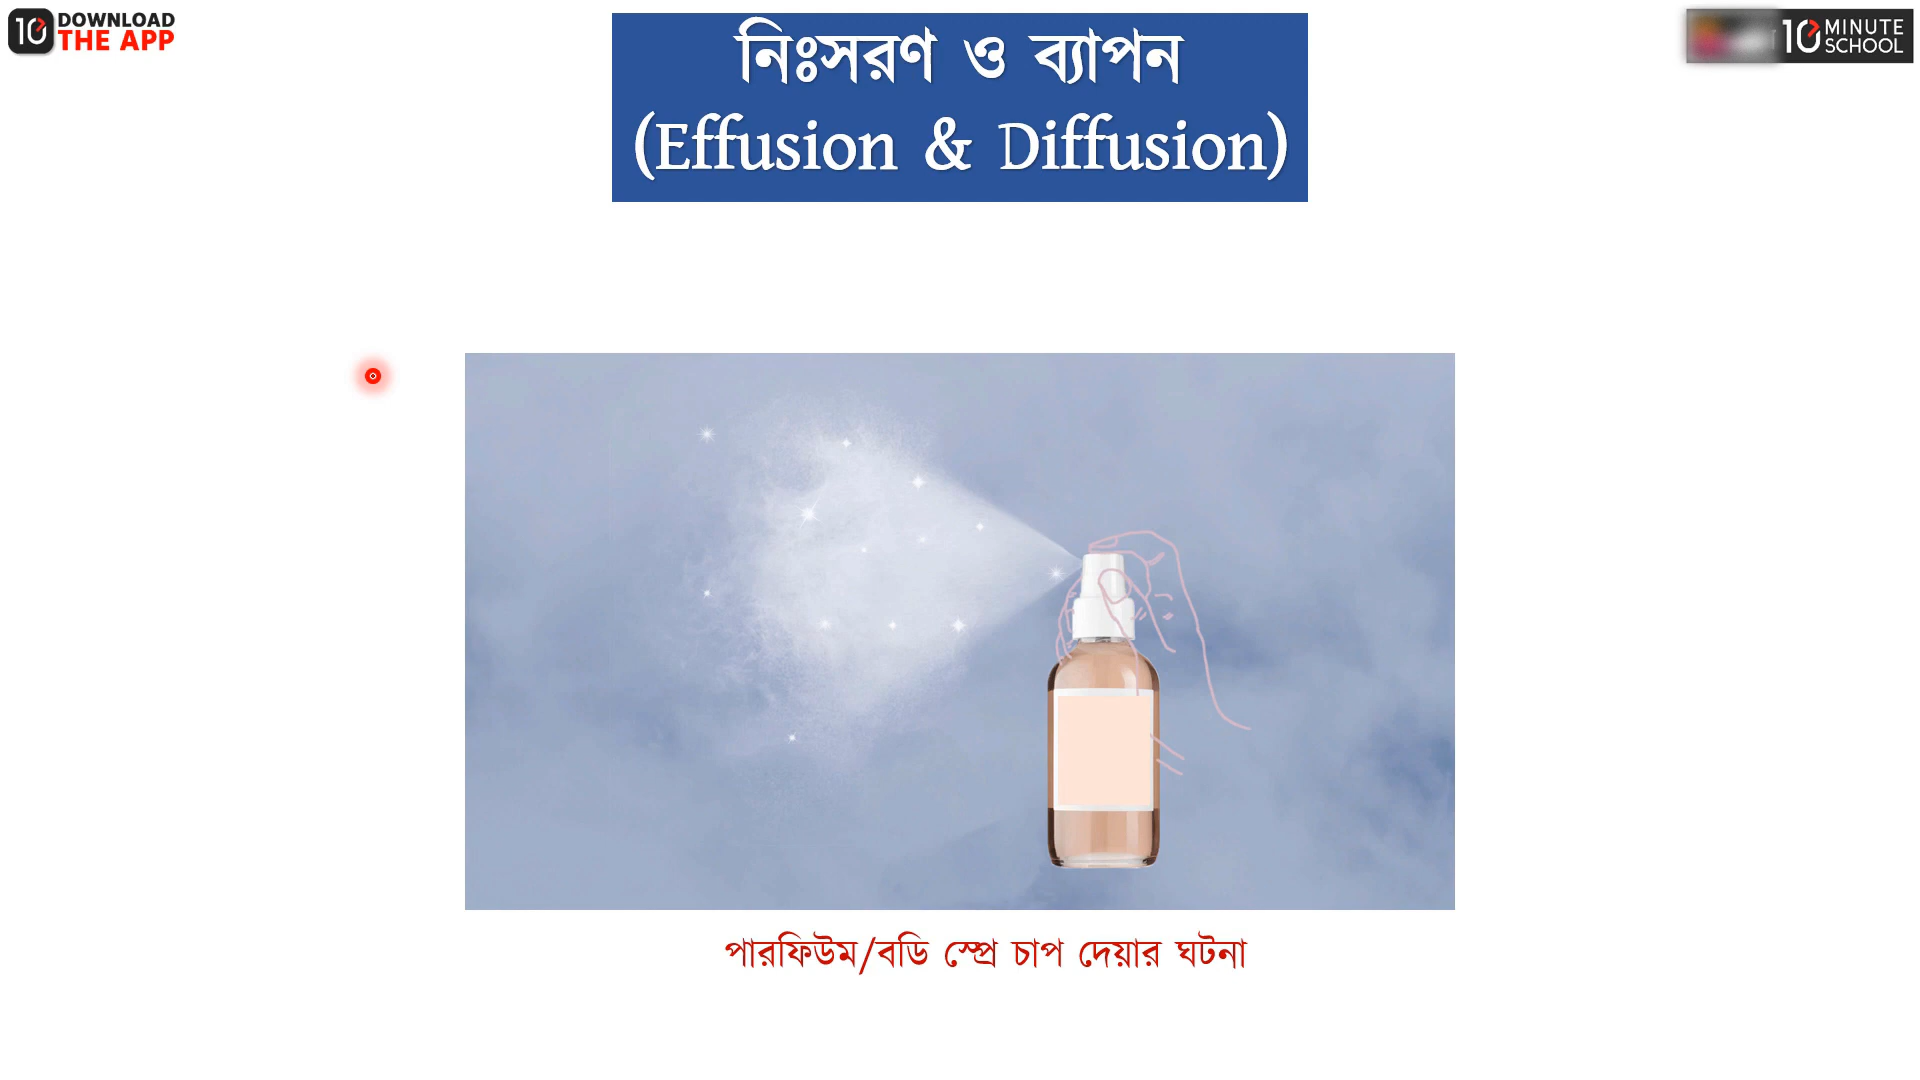 10 DOWNLOAD
THE APP
10 MINUTE
SCHOOL
নিঃসরণ ও ব্যাপন
(Effusion & Diffusion)
পারফিউম/বডি স্প্রে চাপ দেয়ার ঘটনা